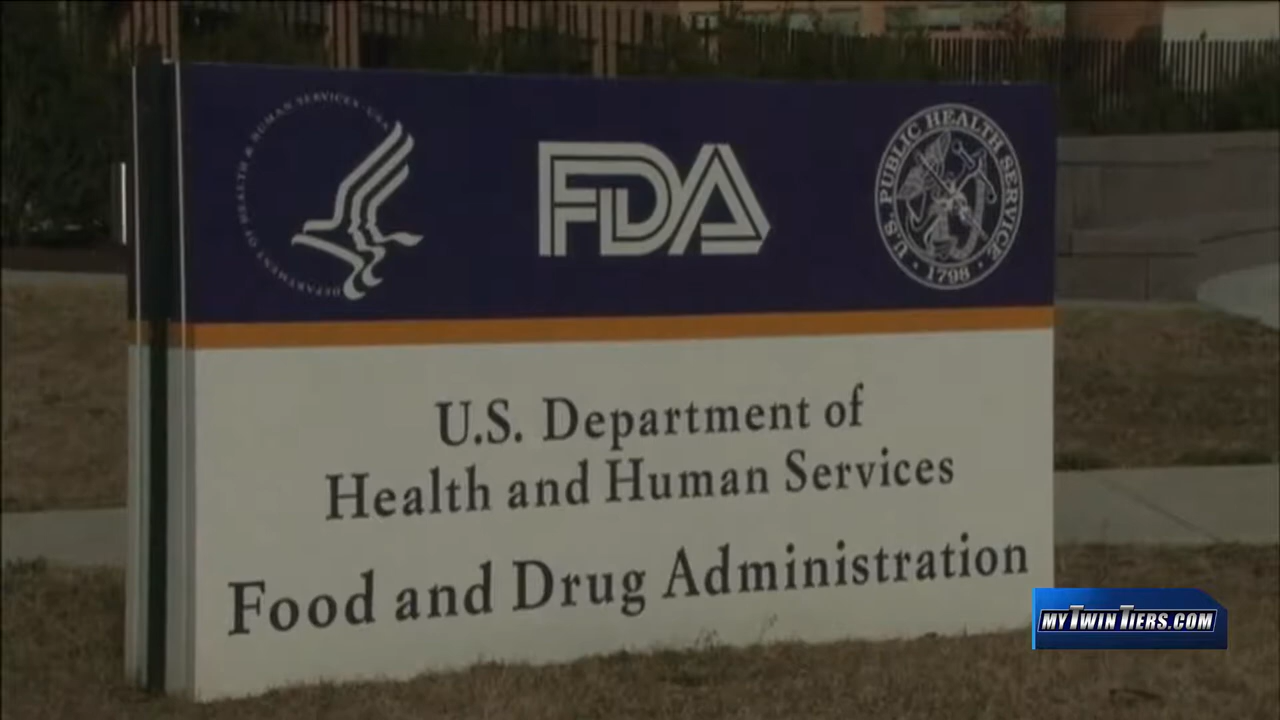 DEPARTMENT OF HEALTH & HUMAN SERVICES · USA
FDA
U.S. PUBLIC HEALTH SERVICE
· 1798 ·
U.S. Department of
Health and Human Services
Food and Drug Administration
MYTWINTIERS.COM